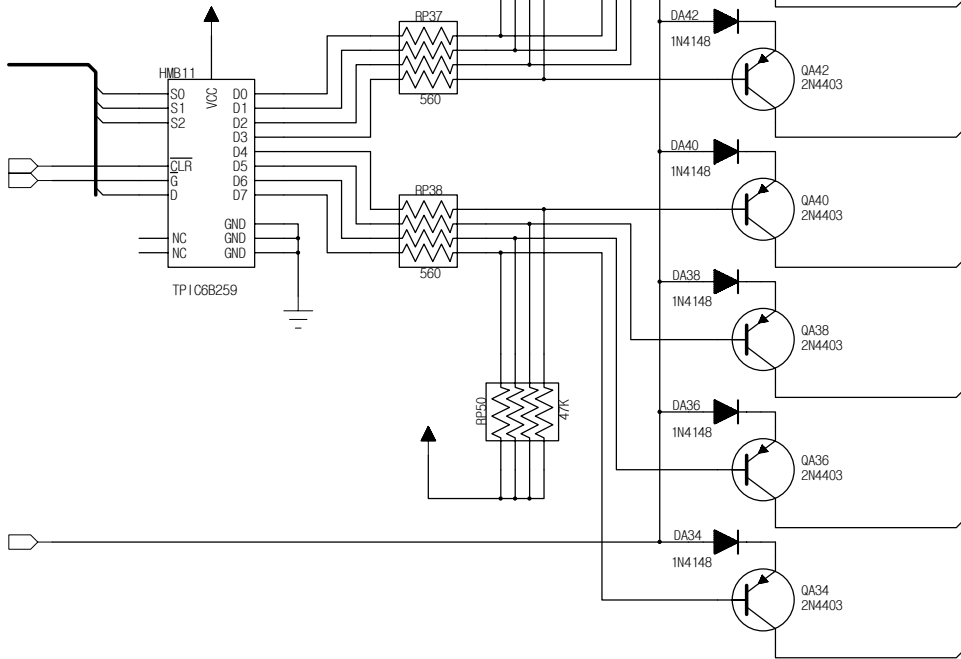 RP37
560
DA42
1N4148
QA42
2N4403
HMB11
VCC
S0
S1
S2
CLR
G
D
NC
NC
D0
D1
D2
D3
D4
D5
D6
D7
GND
GND
GND
TPIC6B259
RP38
560
DA40
1N4148
QA40
2N4403
DA38
1N4148
QA38
2N4403
RP50
47K
DA36
1N4148
QA36
2N4403
DA34
1N4148
QA34
2N4403